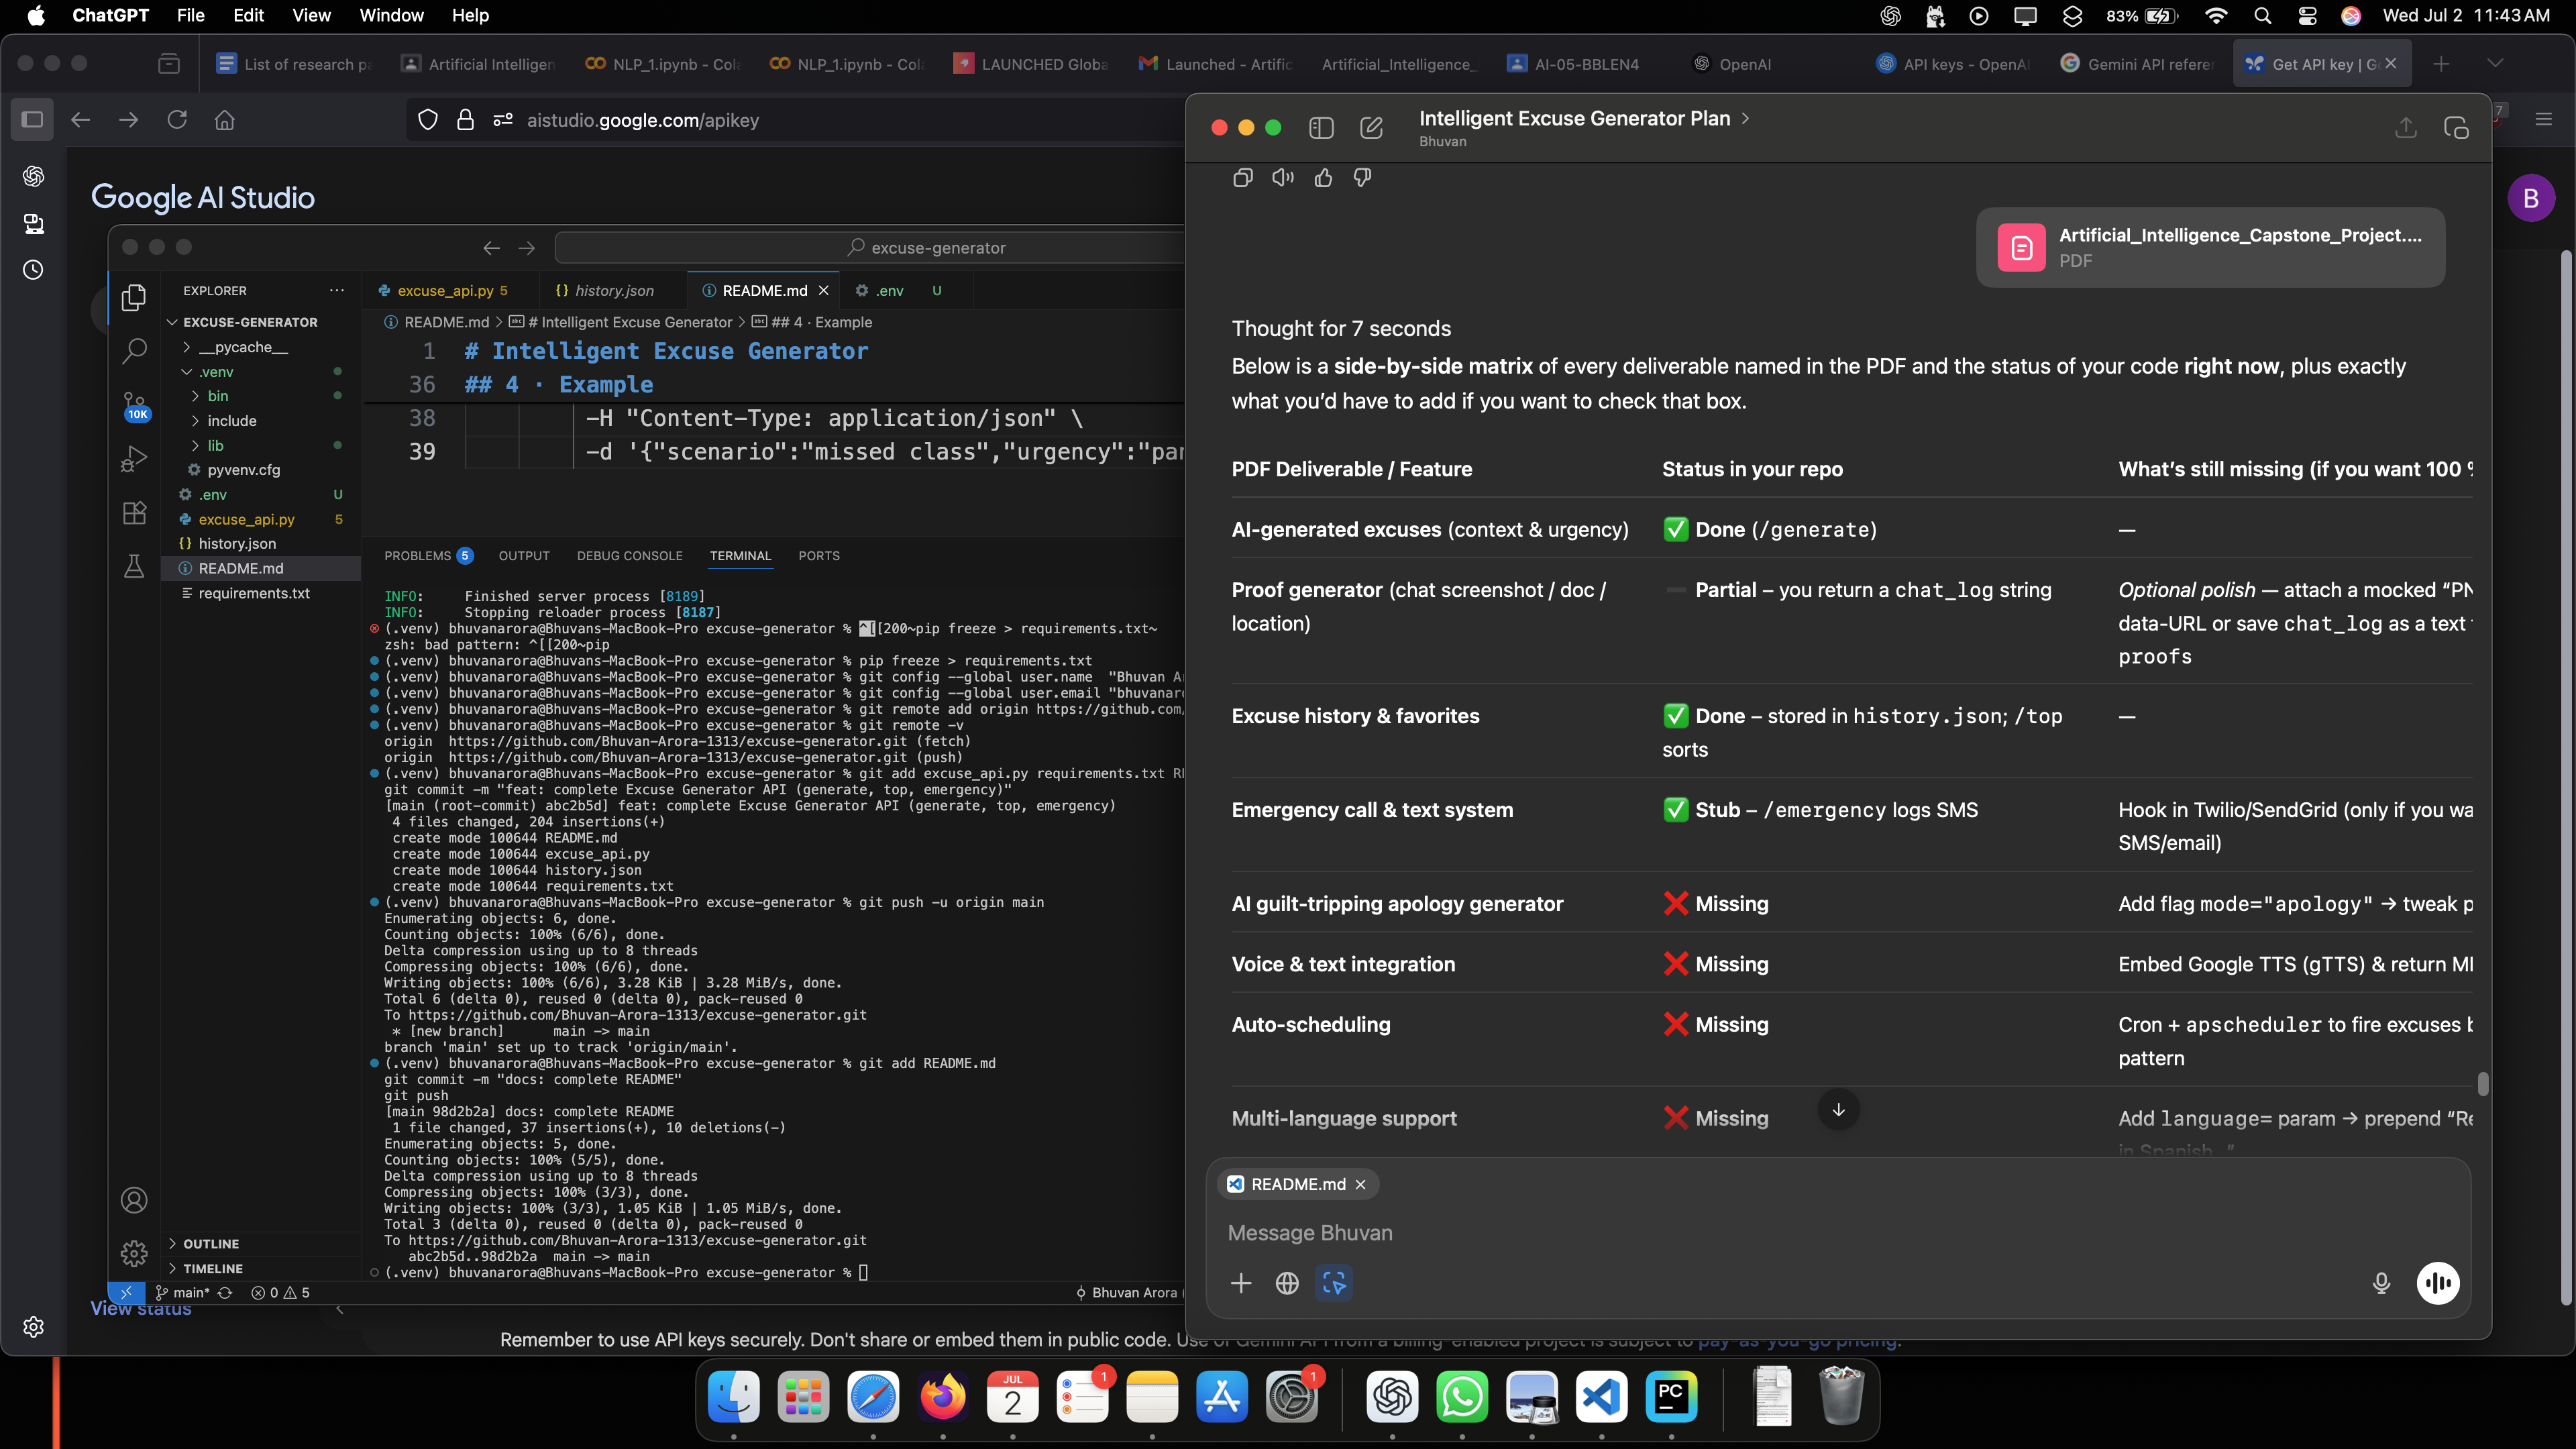 ChatGPT File Edit View Window Help 83% Wed Jul 2 11:43 AM
List of research pa
Artificial Intelligen
NLP_1.ipynb - Cola
NLP_1.ipynb - Cola
LAUNCHED Globa
Launched - Artific
Artificial_Intelligence_
AI-05-BBLEN4
OpenAI
API keys - OpenAI
Gemini API referen
Get API key | G
aistudio.google.com/apikey
7
Google AI Studio
B
excuse-generator
EXPLORER
EXCUSE-GENERATOR
__pycache__
.venv
bin
include
lib
pyvenv.cfg
.env U
excuse_api.py 5
history.json
README.md
requirements.txt
10K
OUTLINE
TIMELINE
excuse_api.py 5
history.json
README.md
.env U
README.md > # Intelligent Excuse Generator > ## 4 · Example
1 # Intelligent Excuse Generator
36 ## 4 · Example
38 -H "Content-Type: application/json" \
39 -d '{"scenario":"missed class","urgency":"par
PROBLEMS 5 OUTPUT DEBUG CONSOLE TERMINAL PORTS
INFO: Finished server process [8189]
INFO: Stopping reloader process [8187]
(.venv) bhuvanarora@Bhuvans-MacBook-Pro excuse-generator % ^[[200~pip freeze > requirements.txt~
zsh: bad pattern: ^[[200~pip
(.venv) bhuvanarora@Bhuvans-MacBook-Pro excuse-generator % pip freeze > requirements.txt
(.venv) bhuvanarora@Bhuvans-MacBook-Pro excuse-generator % git config --global user.name "Bhuvan A
(.venv) bhuvanarora@Bhuvans-MacBook-Pro excuse-generator % git config --global user.email "bhuvanar
(.venv) bhuvanarora@Bhuvans-MacBook-Pro excuse-generator % git remote add origin https://github.com/
(.venv) bhuvanarora@Bhuvans-MacBook-Pro excuse-generator % git remote -v
origin https://github.com/Bhuvan-Arora-1313/excuse-generator.git (fetch)
origin https://github.com/Bhuvan-Arora-1313/excuse-generator.git (push)
(.venv) bhuvanarora@Bhuvans-MacBook-Pro excuse-generator % git add excuse_api.py requirements.txt RE
git commit -m "feat: complete Excuse Generator API (generate, top, emergency)"
[main (root-commit) abc2b5d] feat: complete Excuse Generator API (generate, top, emergency)
4 files changed, 204 insertions(+)
create mode 100644 README.md
create mode 100644 excuse_api.py
create mode 100644 history.json
create mode 100644 requirements.txt
(.venv) bhuvanarora@Bhuvans-MacBook-Pro excuse-generator % git push -u origin main
Enumerating objects: 6, done.
Counting objects: 100% (6/6), done.
Delta compression using up to 8 threads
Compressing objects: 100% (6/6), done.
Writing objects: 100% (6/6), 3.28 KiB | 3.28 MiB/s, done.
Total 6 (delta 0), reused 0 (delta 0), pack-reused 0
To https://github.com/Bhuvan-Arora-1313/excuse-generator.git
* [new branch] main -> main
branch 'main' set up to track 'origin/main'.
(.venv) bhuvanarora@Bhuvans-MacBook-Pro excuse-generator % git add README.md
git commit -m "docs: complete README"
git push
[main 98d2b2a] docs: complete README
1 file changed, 37 insertions(+), 10 deletions(-)
Enumerating objects: 5, done.
Counting objects: 100% (5/5), done.
Delta compression using up to 8 threads
Compressing objects: 100% (3/3), done.
Writing objects: 100% (3/3), 1.05 KiB | 1.05 MiB/s, done.
Total 3 (delta 0), reused 0 (delta 0), pack-reused 0
To https://github.com/Bhuvan-Arora-1313/excuse-generator.git
abc2b5d..98d2b2a main -> main
(.venv) bhuvanarora@Bhuvans-MacBook-Pro excuse-generator %
main* 0 5 Bhuvan Arora (
View status
Remember to use API keys securely. Don't share or embed them in public code. Use of Gemini API from a billing-enabled project is subject to pay-as-you-go pricing.
Intelligent Excuse Generator Plan >
Bhuvan
Artificial_Intelligence_Capstone_Project....
PDF
Thought for 7 seconds
Below is a side-by-side matrix of every deliverable named in the PDF and the status of your code right now, plus exactly
what you'd have to add if you want to check that box.
PDF Deliverable / Feature Status in your repo What's still missing (if you want 100 %
AI-generated excuses (context & urgency) ✅ Done (/generate) —
Proof generator (chat screenshot / doc / ➖ Partial – you return a chat_log string Optional polish — attach a mocked “PN
location) data-URL or save chat_log as a text
proofs
Excuse history & favorites ✅ Done – stored in history.json; /top —
sorts
Emergency call & text system ✅ Stub – /emergency logs SMS Hook in Twilio/SendGrid (only if you wa
SMS/email)
AI guilt-tripping apology generator ❌ Missing Add flag mode="apology" → tweak p
Voice & text integration ❌ Missing Embed Google TTS (gTTS) & return M
Auto-scheduling ❌ Missing Cron + apscheduler to fire excuses b
pattern
Multi-language support ❌ Missing Add language= param → prepend “Re
in Spanish…”
README.md
Message Bhuvan
JUL
2
1
1
PC